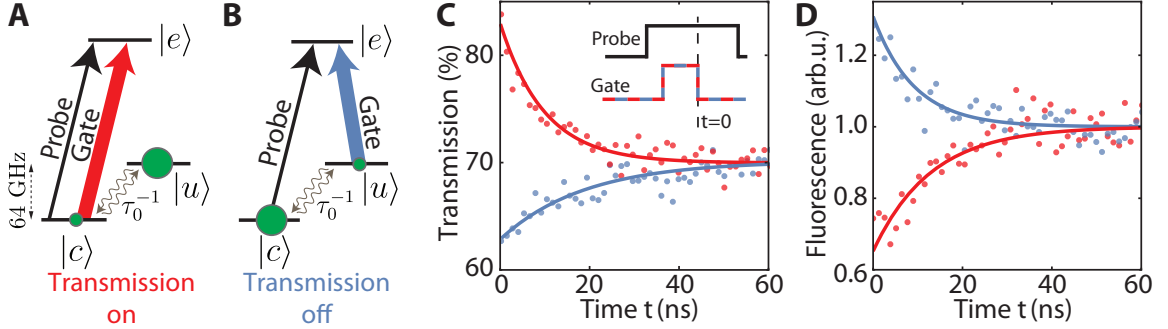 A
|e⟩
Probe
Gate
64 GHz
τ₀⁻¹
|u⟩
|c⟩
Transmission
on
B
|e⟩
Probe
Gate
τ₀⁻¹
|u⟩
|c⟩
Transmission
off
C
Transmission (%)
80
70
60
0
20
40
60
Time t (ns)
Probe
Gate
t=0
D
Fluorescence (arb.u.)
1.2
1.0
0.8
0.6
0
20
40
60
Time t (ns)